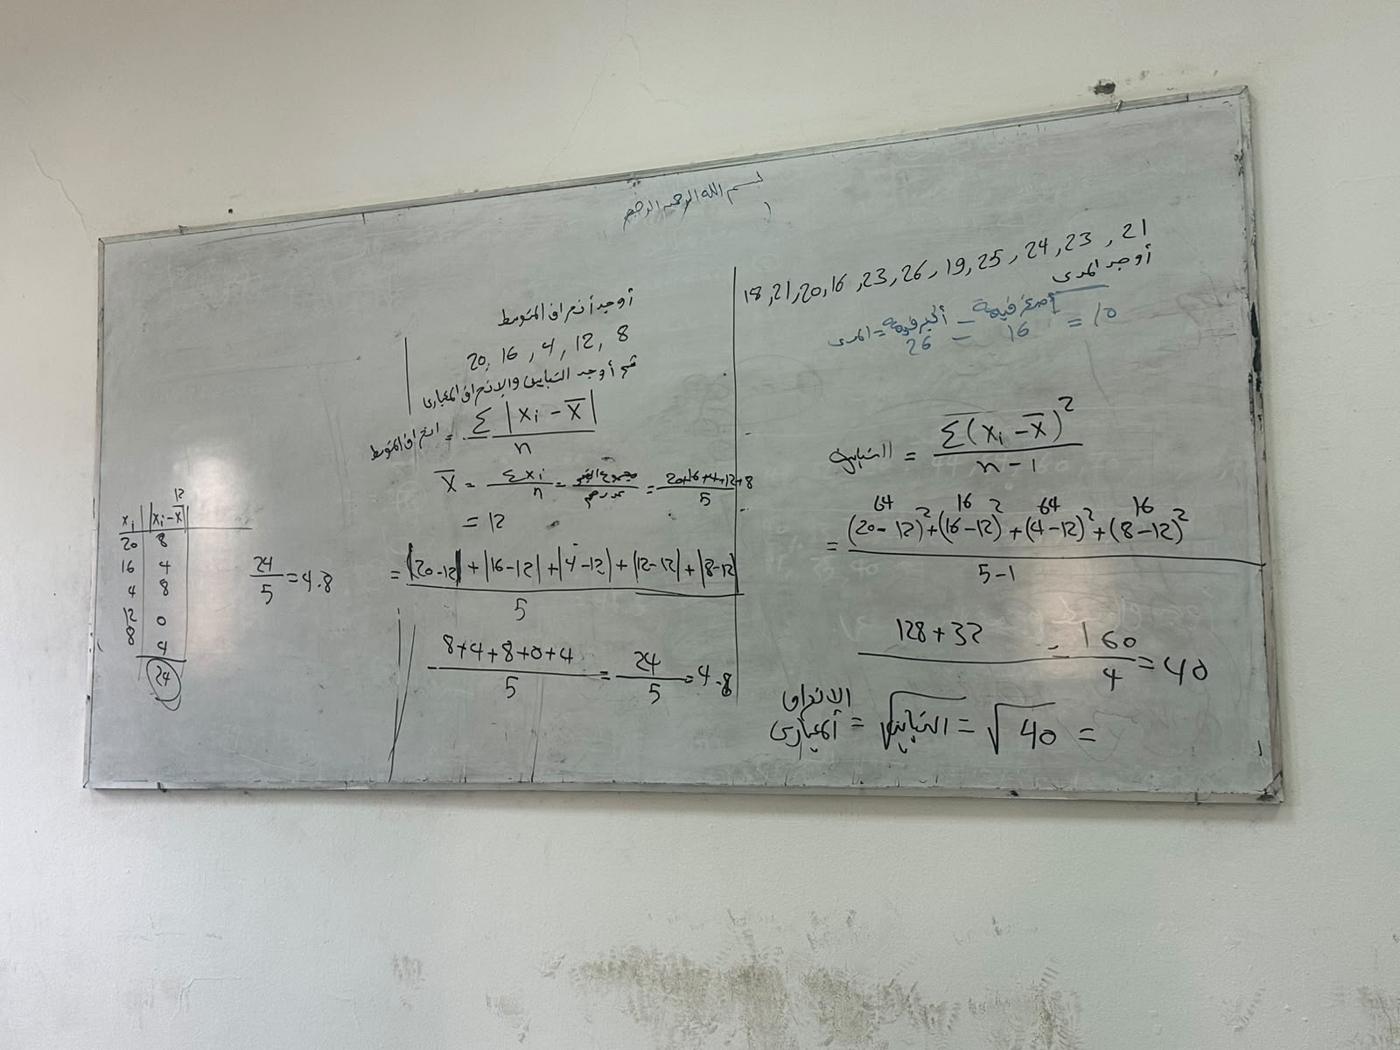 بسم الله الرحمن الرحيم
18, 21, 20, 16, 23, 26, 19, 25, 24, 23, 21
أوجد المدى
المدى = أكبر قيمة - أصغر قيمة
26 - 16 = 10
التباين = Σ(xᵢ - x̄)² / n - 1
64 16 64 16
= (20 - 12)² + (16 - 12)² + (4 - 12)² + (8 - 12)² / 5 - 1
128 + 32 = 160 / 4 = 40
الانحراف المعياري = √التباين = √40 =
أوجد أنحراف المتوسط
20, 16, 4, 12, 8
ثم أوجد التباين والإنحراف المعياري
انحراف المتوسط = Σ|xᵢ - x̄| / n
x̄ = Σxᵢ / n = مجموع القيم / عددهم = 20+16+4+12+8 / 5
= 12
= |20-12| + |16-12| + |4-12| + |12-12| + |8-12| / 5
8+4+8+0+4 / 5 = 24 / 5 = 4.8
12
xᵢ |xᵢ - x̄|
20 8
16 4
4 8
12 0
8 4
24
24 / 5 = 4.8